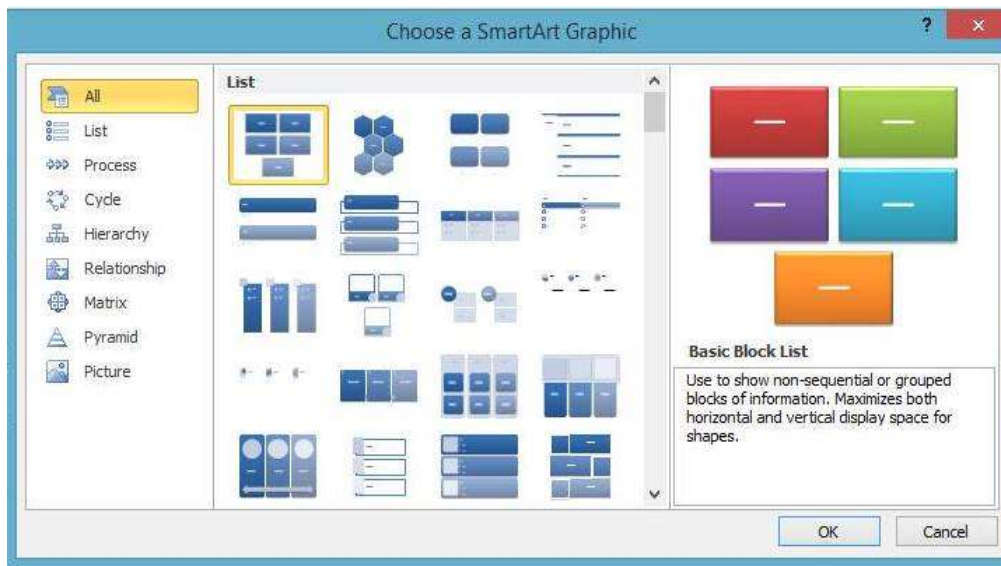 Choose a SmartArt Graphic
?
All
List
Process
Cycle
Hierarchy
Relationship
Matrix
Pyramid
Picture
List
Basic Block List
Use to show non-sequential or grouped
blocks of information. Maximizes both
horizontal and vertical display space for
shapes.
OK
Cancel